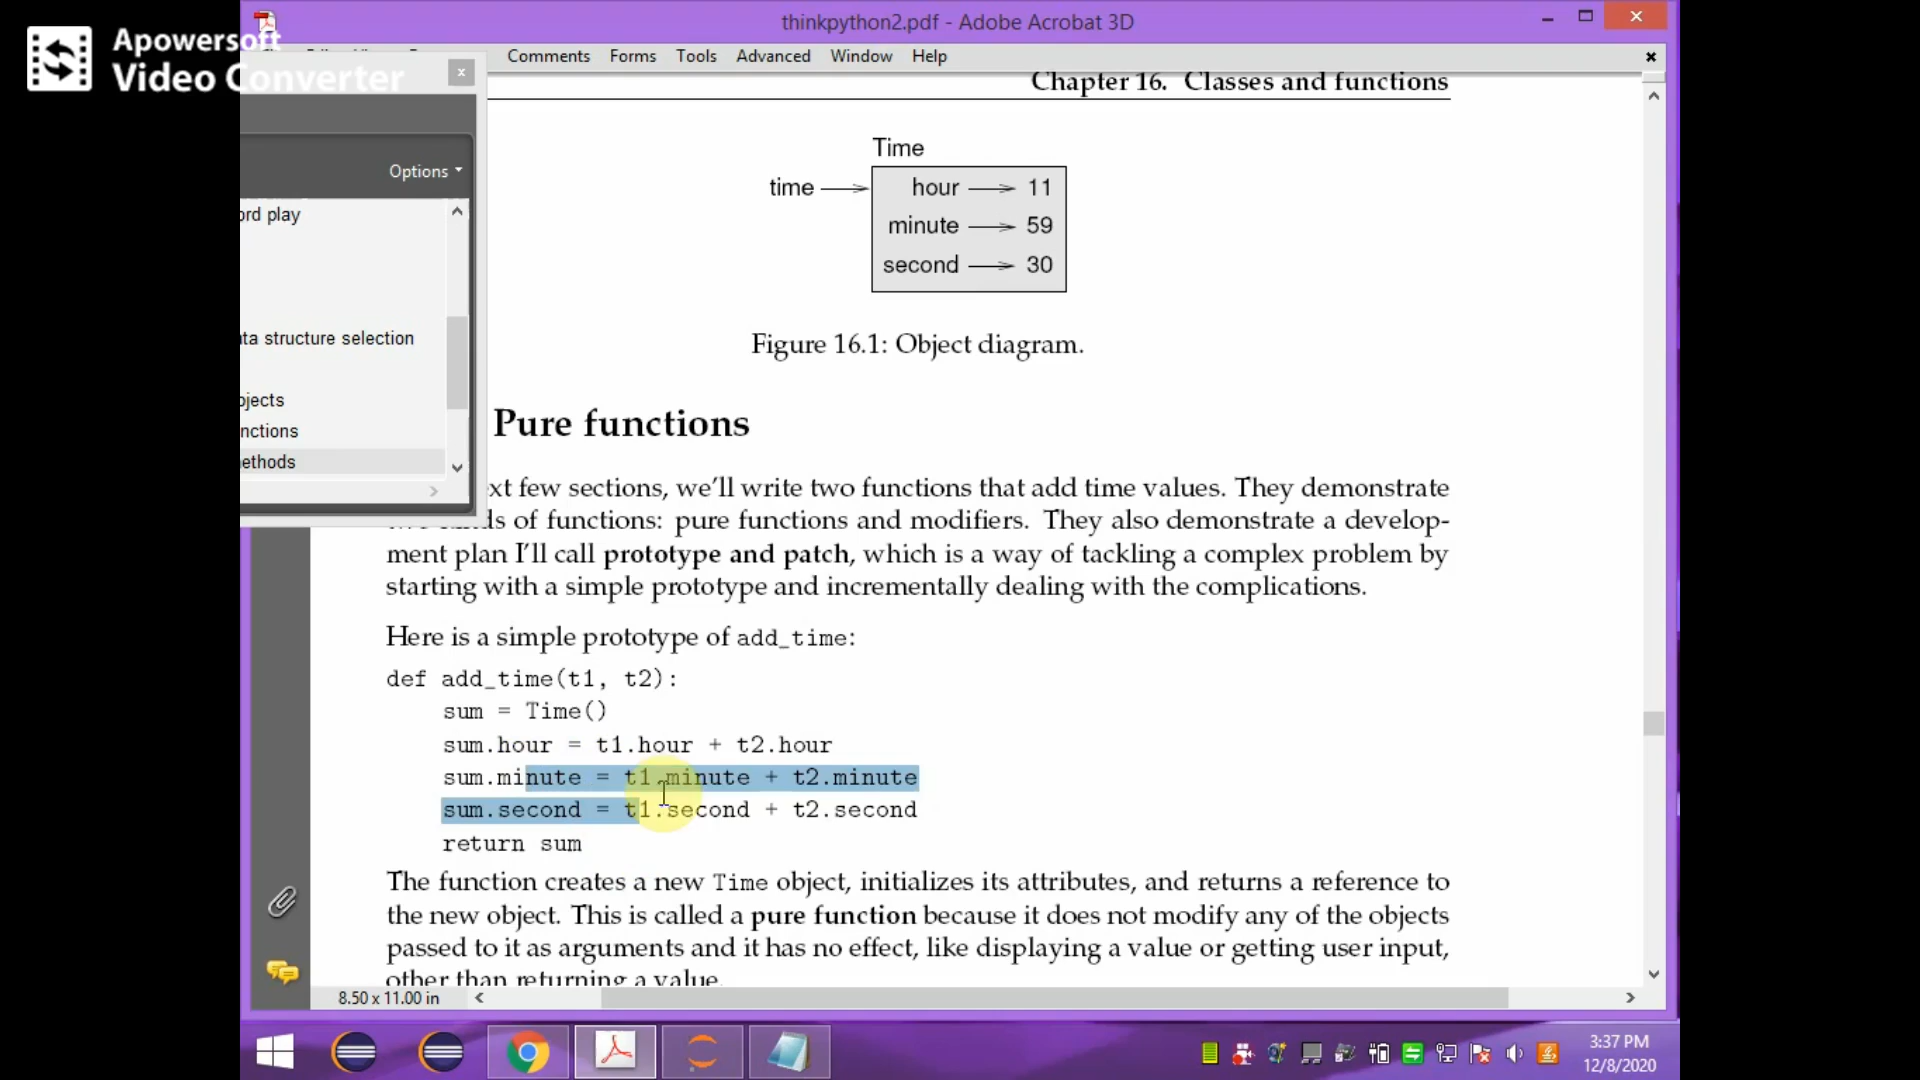 thinkpython2.pdf - Adobe Acrobat 3D
Apowersoft
Video Converter
Comments Forms Tools Advanced Window Help
Chapter 16. Classes and functions
Options
ord play
ata structure selection
bjects
nctions
ethods
Time
time hour 11
minute 59
second 30
Figure 16.1: Object diagram.
Pure functions
ext few sections, we'll write two functions that add time values. They demonstrate
s of functions: pure functions and modifiers. They also demonstrate a develop-
ment plan I'll call prototype and patch, which is a way of tackling a complex problem by
starting with a simple prototype and incrementally dealing with the complications.
Here is a simple prototype of add_time:
def add_time(t1, t2):
sum = Time()
sum.hour = t1.hour + t2.hour
sum.minute = t1.minute + t2.minute
sum.second = t1.second + t2.second
return sum
The function creates a new Time object, initializes its attributes, and returns a reference to
the new object. This is called a pure function because it does not modify any of the objects
passed to it as arguments and it has no effect, like displaying a value or getting user input,
other than returning a value.
8.50 x 11.00 in
3:37 PM
12/8/2020